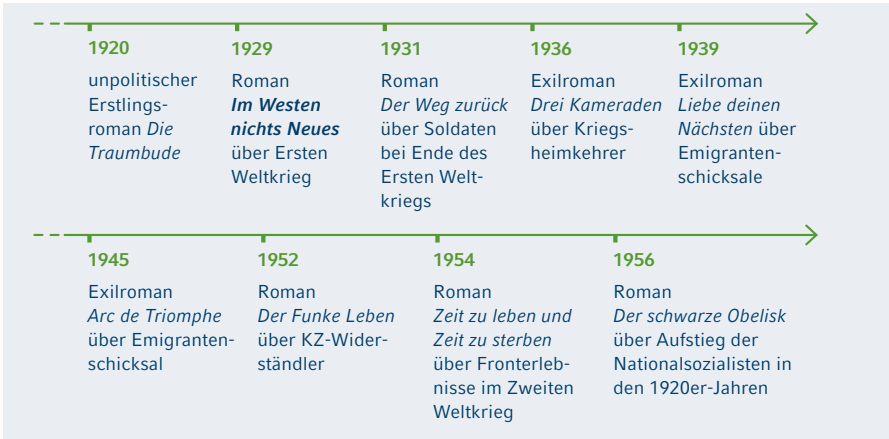 1920
unpolitischer
Erstlings-
roman Die
Traumbude
1929
Roman
Im Westen
nichts Neues
über Ersten
Weltkrieg
1931
Roman
Der Weg zurück
über Soldaten
bei Ende des
Ersten Welt-
kriegs
1936
Exilroman
Drei Kameraden
über Kriegs-
heimkehrer
1939
Exilroman
Liebe deinen
Nächsten über
Emigranten-
schicksale
1945
Exilroman
Arc de Triomphe
über Emigranten-
schicksal
1952
Roman
Der Funke Leben
über KZ-Wider-
ständler
1954
Roman
Zeit zu leben und
Zeit zu sterben
über Fronterleb-
nisse im Zweiten
Weltkrieg
1956
Roman
Der schwarze Obelisk
über Aufstieg der
Nationalsozialisten in
den 1920er-Jahren